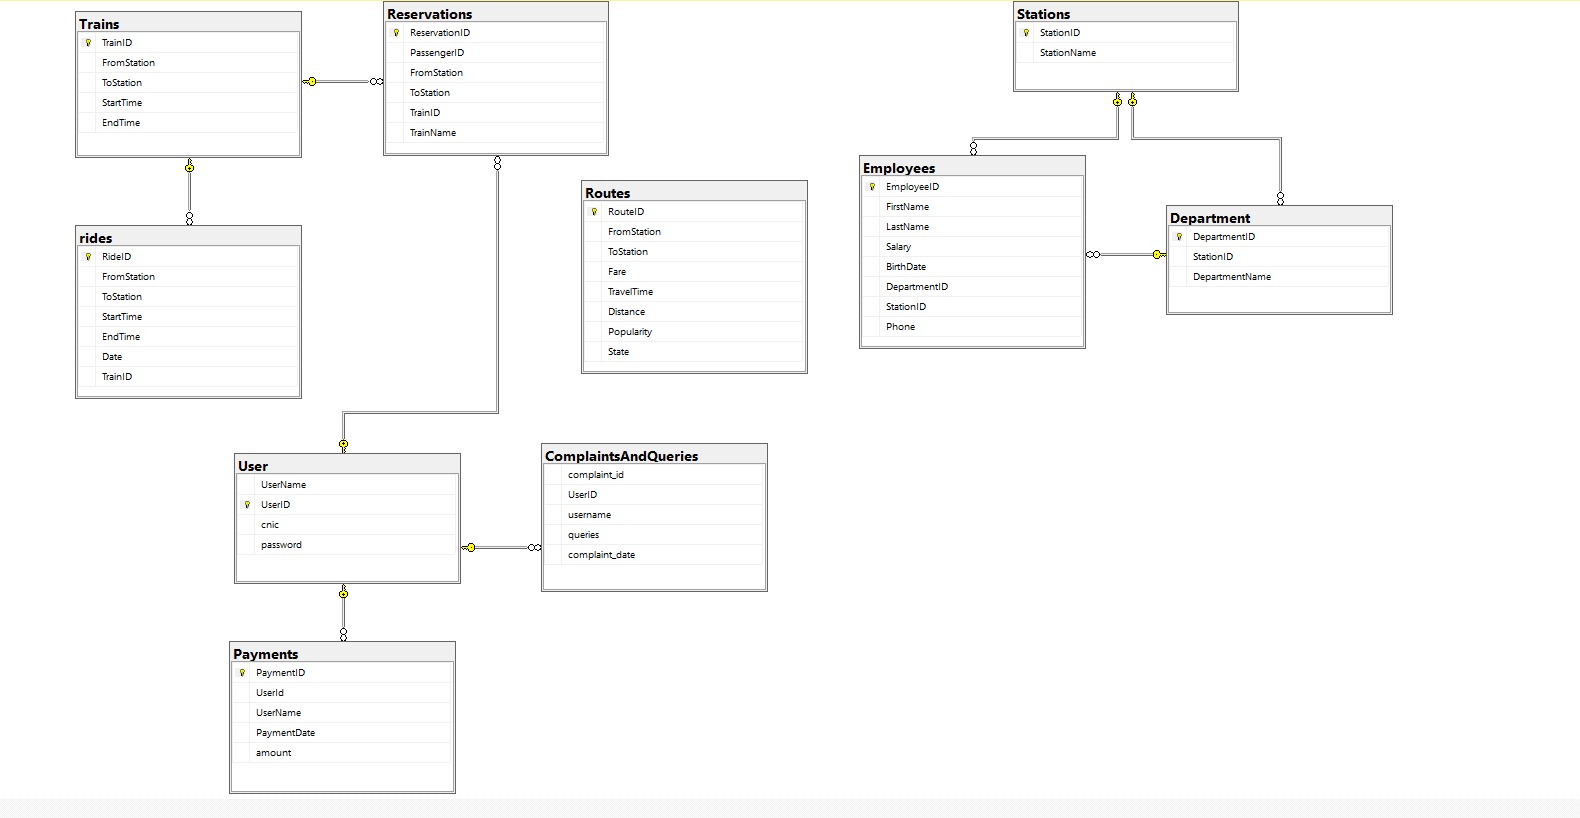 Trains
TrainID
FromStation
ToStation
StartTime
EndTime
Reservations
ReservationID
PassengerID
FromStation
ToStation
TrainID
TrainName
Stations
StationID
StationName
Employees
EmployeeID
FirstName
LastName
Salary
BirthDate
DepartmentID
StationID
Phone
Department
DepartmentID
StationID
DepartmentName
Routes
RouteID
FromStation
ToStation
Fare
TravelTime
Distance
Popularity
State
rides
RideID
FromStation
ToStation
StartTime
EndTime
Date
TrainID
User
UserName
UserID
cnic
password
ComplaintsAndQueries
complaint_id
UserID
username
queries
complaint_date
Payments
PaymentID
UserId
UserName
PaymentDate
amount